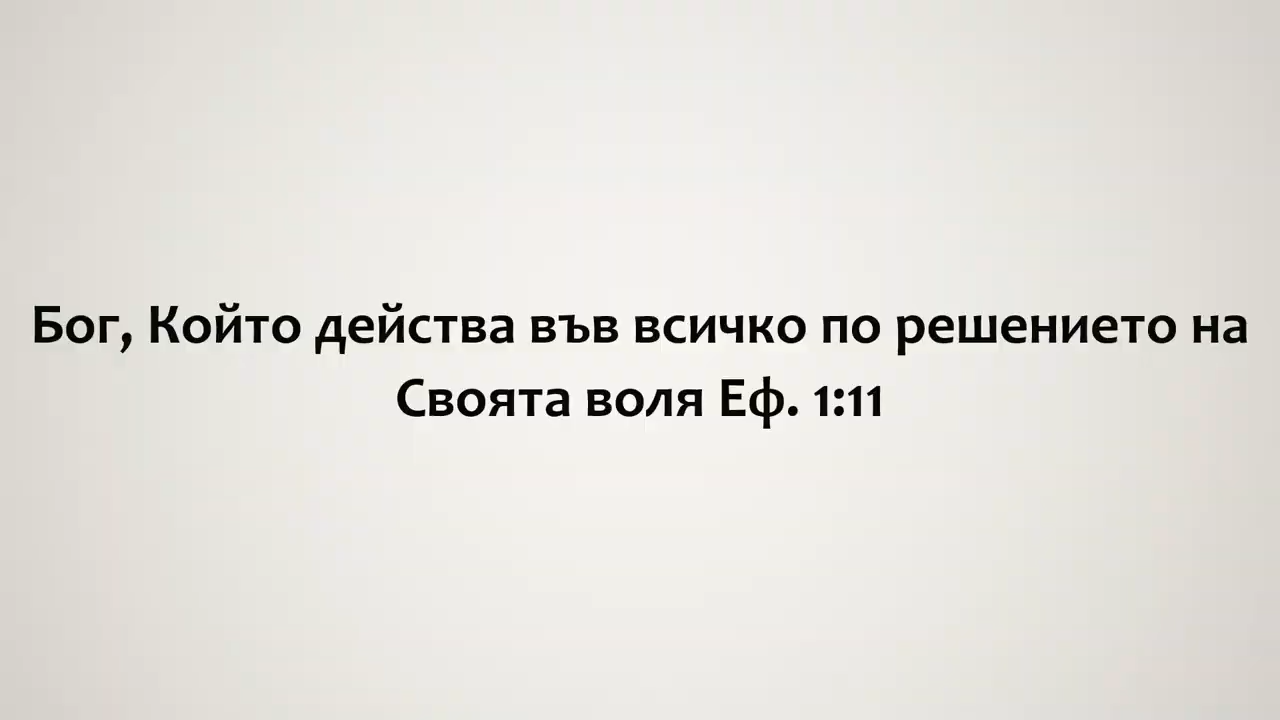 Бог, Който действа във всичко по решението на
Своята воля Еф. 1:11